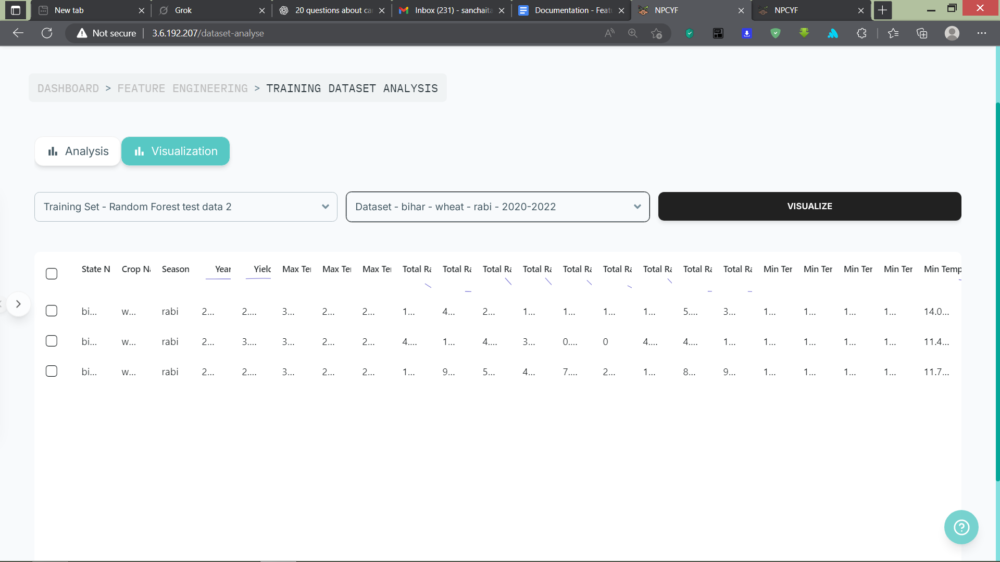 New tab
Grok
20 questions about ca
Inbox (231) - sanchaita
Documentation - Feat
NPCYF
NPCYF
Not secure
3.6.192.207/dataset-analyse
DASHBOARD > FEATURE ENGINEERING > TRAINING DATASET ANALYSIS
Analysis
Visualization
Training Set - Random Forest test data 2
Dataset - bihar - wheat - rabi - 2020-2022
VISUALIZE
State N Crop Na Season Year Yield Max Ter Max Ter Max Ter Total Ra Total Ra Total Ra Total Ra Total Ra Total Ra Total Ra Total Ra Total Ra Min Ter Min Ter Min Ter Min Ter Min Temp
bi... w... rabi 2... 2.... 3... 2... 2... 1... 4... 2... 1... 1... 1... 1... 5.... 3... 1... 1... 1... 1... 14.0...
bi... w... rabi 2... 3.... 3... 2... 2... 4.... 1... 4.... 3... 0.... 0 4.... 4.... 1... 1... 1... 1... 1... 11.4...
bi... w... rabi 2... 2.... 3... 2... 2... 1... 9... 5... 4... 7.... 2... 1... 8... 9... 1... 1... 1... 1... 11.7...